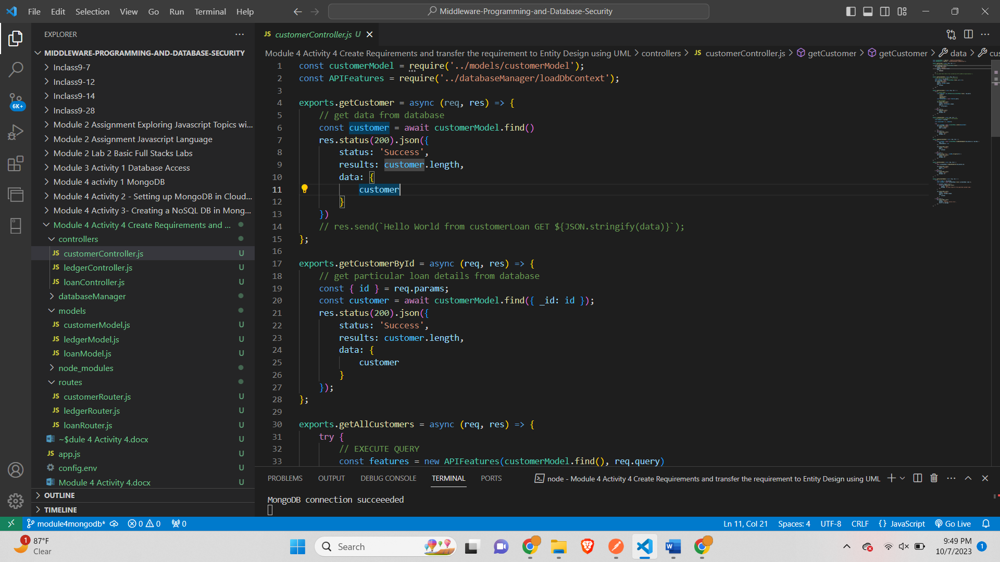 File Edit Selection View Go Run Terminal Help
Middleware-Programming-and-Database-Security
EXPLORER
MIDDLEWARE-PROGRAMMING-AND-DATABASE-SECURITY
Inclass9-7
Inclass9-12
Inclass9-14
Inclass9-28
Module 2 Assignment Exploring Javascript Topics wi...
Module 2 Assignment Javascript Language
Module 2 Lab 2 Basic Full Stacks Labs
Module 3 Activity 1 Database Access
Module 4 activity 1 MongoDB
Module 4 Activity 2 - Setting up MongoDB in Cloud...
Module 4 Activity 3- Creating a NoSQL DB in Mong...
Module 4 Activity 4 Create Requirements and ...
controllers
JS customerController.js U
JS ledgerController.js U
JS loanController.js U
databaseManager
models
JS customerModel.js U
JS ledgerModel.js U
JS loanModel.js U
node_modules
routes
JS customerRouter.js U
JS ledgerRouter.js U
JS loanRouter.js U
~$dule 4 Activity 4.docx U
JS app.js U
config.env U
Module 4 Activity 4.docx U
OUTLINE
TIMELINE
6K+
JS customerController.js U
Module 4 Activity 4 Create Requirements and transfer the requirement to Entity Design using UML > controllers > JS customerController.js > getCustomer > getCustomer > data > cus
1 const customerModel = require('../models/customerModel');
2 const APIFeatures = require('../databaseManager/loadDbContext');
3
4 exports.getCustomer = async (req, res) => {
5 // get data from database
6 const customer = await customerModel.find()
7 res.status(200).json({
8 status: 'Success',
9 results: customer.length,
10 data: {
11 customer
12 }
13 })
14 // res.send(`Hello World from customerLoan GET ${JSON.stringify(data)}`);
15 };
16
17 exports.getCustomerById = async (req, res) => {
18 // get particular loan details from database
19 const { id } = req.params;
20 const customer = await customerModel.find({ _id: id });
21 res.status(200).json({
22 status: 'Success',
23 results: customer.length,
24 data: {
25 customer
26 }
27 });
28 };
29
30 exports.getAllCustomers = async (req, res) => {
31 try {
32 // EXECUTE QUERY
33 const features = new APIFeatures(customerModel.find(), req.query)
PROBLEMS OUTPUT DEBUG CONSOLE TERMINAL PORTS
node - Module 4 Activity 4 Create Requirements and transfer the requirement to Entity Design using UML
MongoDB connection succeeeded
module4mongodb* 0 0 0
Ln 11, Col 21 Spaces: 4 UTF-8 CRLF {} JavaScript Go Live
1
87°F
Clear
Search
9:49 PM
10/7/2023
1